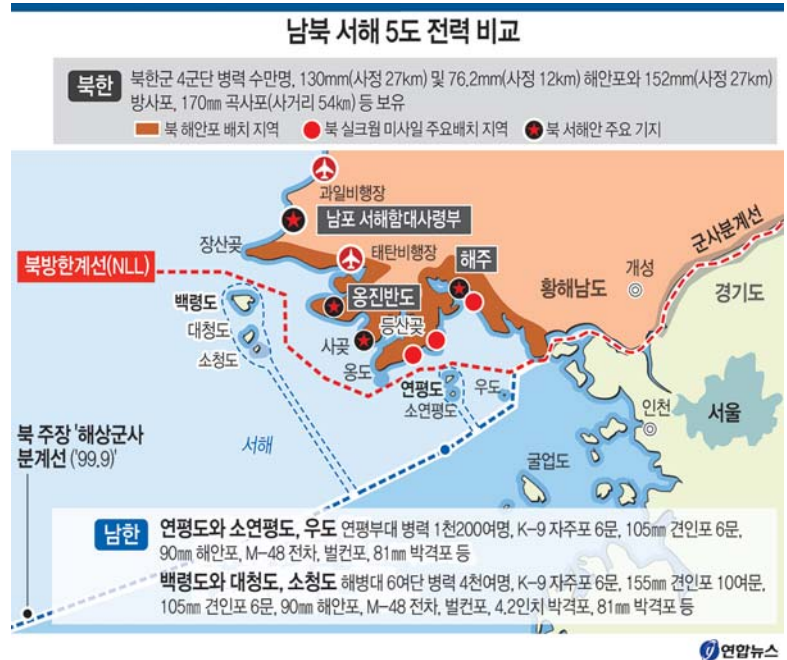 남북 서해 5도 전력 비교
북한
북한군 4군단 병력 수만명, 130mm(사정 27km) 및 76.2mm(사정 12km) 해안포와 152mm(사정 27km)
방사포, 170㎜ 곡사포(사거리 54㎞) 등 보유
북 해안포 배치 지역
북 실크웜 미사일 주요배치 지역
북 서해안 주요 기지
과일비행장
남포 서해함대사령부
장산곶
태탄비행장
해주
군사분계선
북방한계선(NLL)
개성
황해남도
경기도
백령도
옹진반도
대청도
등산곶
사곶
소청도
옹도
연평도
우도
소연평도
인천
서울
북 주장 '해상군사
분계선 ('99.9)'
서해
굴업도
남한
연평도와 소연평도, 우도 연평부대 병력 1천200여명, K-9 자주포 6문, 105㎜ 견인포 6문,
90㎜ 해안포, M-48 전차, 벌컨포, 81㎜ 박격포 등
백령도와 대청도, 소청도 해병대 6여단 병력 4천여명, K-9 자주포 6문, 155㎜ 견인포 10여문,
105㎜ 견인포 6문, 90㎜ 해안포, M-48 전차, 벌컨포, 4.2인치 박격포, 81㎜ 박격포 등
연합뉴스